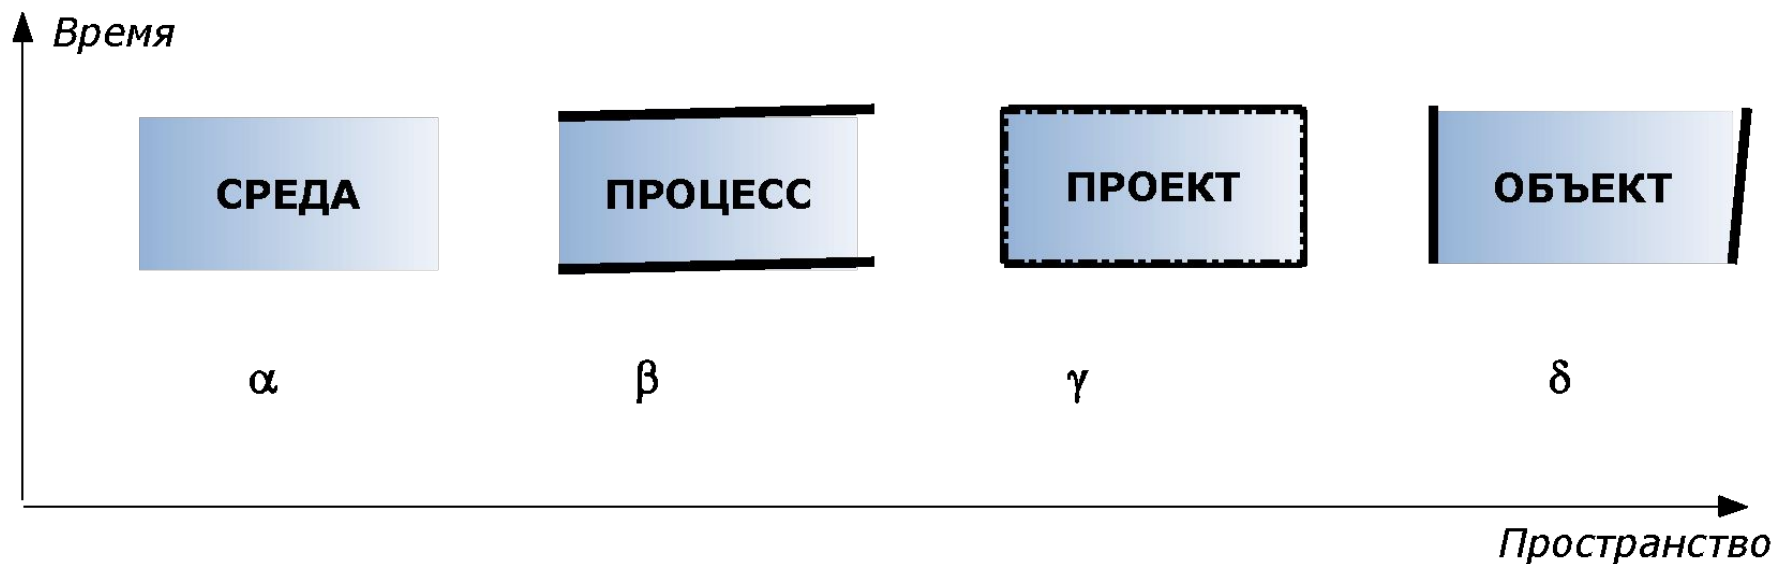 Время
СРЕДА
ПРОЦЕСС
ПРОЕКТ
ОБЪЕКТ
α
β
γ
δ
Пространство